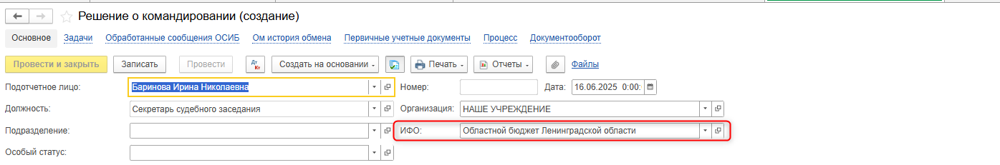 Решение о командировании (создание)
Основное Задачи Обработанные сообщения ОСИБ Ом история обмена Первичные учетные документы Процесс Документооборот
Провести и закрыть Записать Провести Дт Кт Создать на основании Печать Отчеты Файлы
Подотчетное лицо: Баринова Ирина Николаевна Номер: Дата: 16.06.2025 0:00:
Должность: Секретарь судебного заседания Организация: НАШЕ УЧРЕЖДЕНИЕ
Подразделение: ИФО: Областной бюджет Ленинградской области
Особый статус: